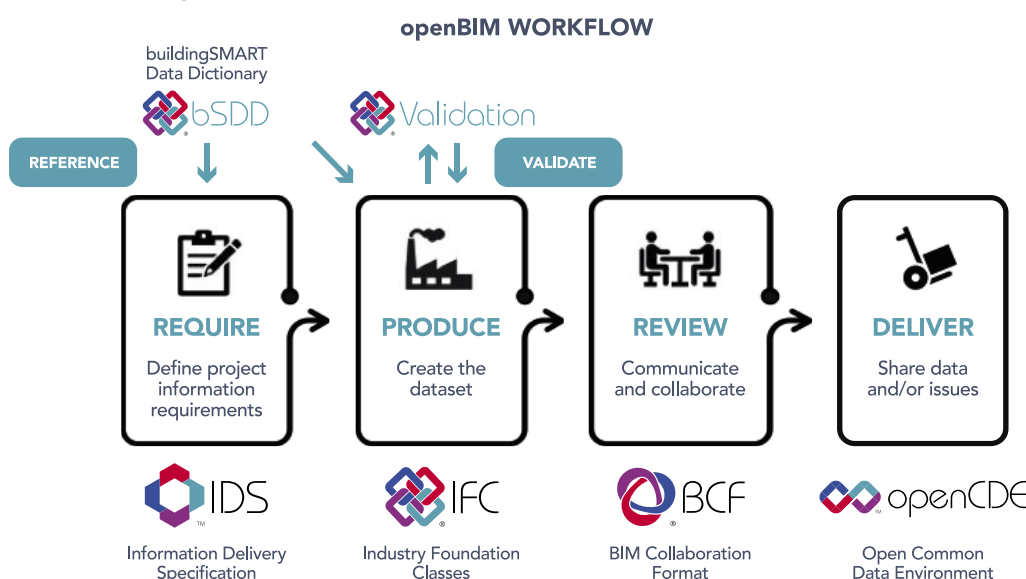 openBIM WORKFLOW
buildingSMART
Data Dictionary
bSDD
Validation
REFERENCE
VALIDATE
REQUIRE
Define project
information
requirements
PRODUCE
Create the
dataset
REVIEW
Communicate
and collaborate
DELIVER
Share data
and/or issues
IDS
TM
Information Delivery
Specification
IFC
Industry Foundation
Classes
BCF
BIM Collaboration
Format
openCDE
Open Common
Data Environment